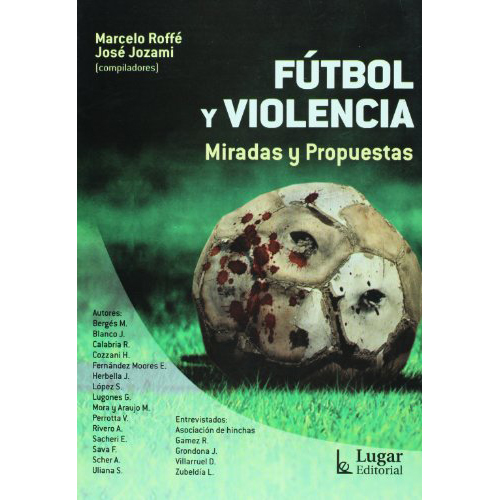 Marcelo Roffé
José Jozami
(compiladores)
FÚTBOL
Y VIOLENCIA
Miradas y Propuestas
Autores:
Bergés M.
Blanco J.
Calabria R.
Cozzani H.
Fernández Moores E.
Herbella J.
López S.
Lugones G.
Mora y Araujo M.
Perrotta V.
Rivero A.
Sacheri E.
Sava F.
Scher A.
Uliana S.
Entrevistados:
Asociación de hinchas
Gamez R.
Grondona J.
Villarruel D.
Zubeldía L.
Lugar
Editorial